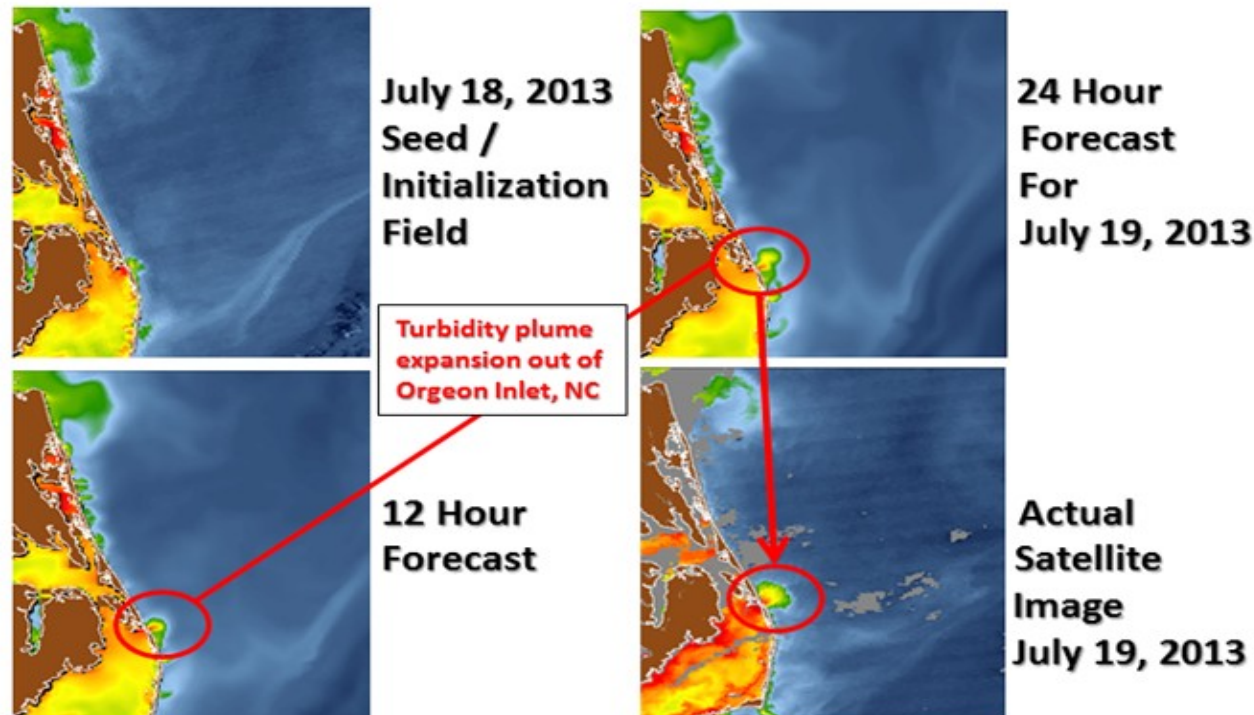 July 18, 2013
Seed /
Initialization
Field
24 Hour
Forecast
For
July 19, 2013
Turbidity plume
expansion out of
Orgeon Inlet, NC
12 Hour
Forecast
Actual
Satellite
Image
July 19, 2013